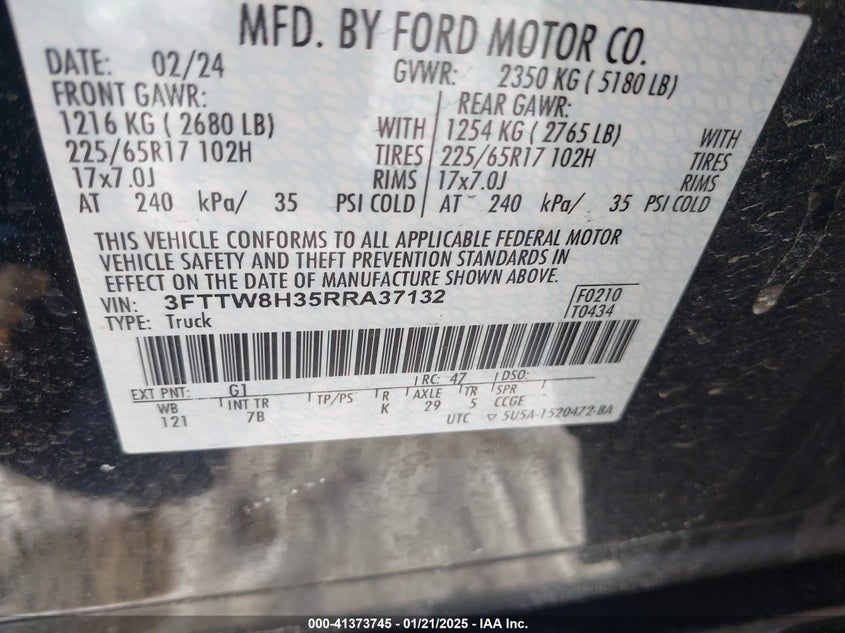 MFD. BY FORD MOTOR CO.
DATE: 02/24 GVWR: 2350 KG ( 5180 LB)
FRONT GAWR: REAR GAWR:
1216 KG ( 2680 LB) WITH 1254 KG ( 2765 LB) WITH
225/65R17 102H TIRES 225/65R17 102H TIRES
17x7.0J RIMS 17x7.0J RIMS
AT 240 kPa/ 35 PSI COLD AT 240 kPa/ 35 PSI COLD
THIS VEHICLE CONFORMS TO ALL APPLICABLE FEDERAL MOTOR
VEHICLE SAFETY AND THEFT PREVENTION STANDARDS IN
EFFECT ON THE DATE OF MANUFACTURE SHOWN ABOVE.
VIN: 3FTTW8H35RRA37132 F0210
TYPE: Truck T0434
EXT PNT: G1 RC: 47 DSO:
WB INT TR TP/PS R AXLE TR SPR
121 7B K 29 5 CCGE
UTC ▽ 5U5A-1520472-BA
000-41373745 - 01/21/2025 - IAA Inc.